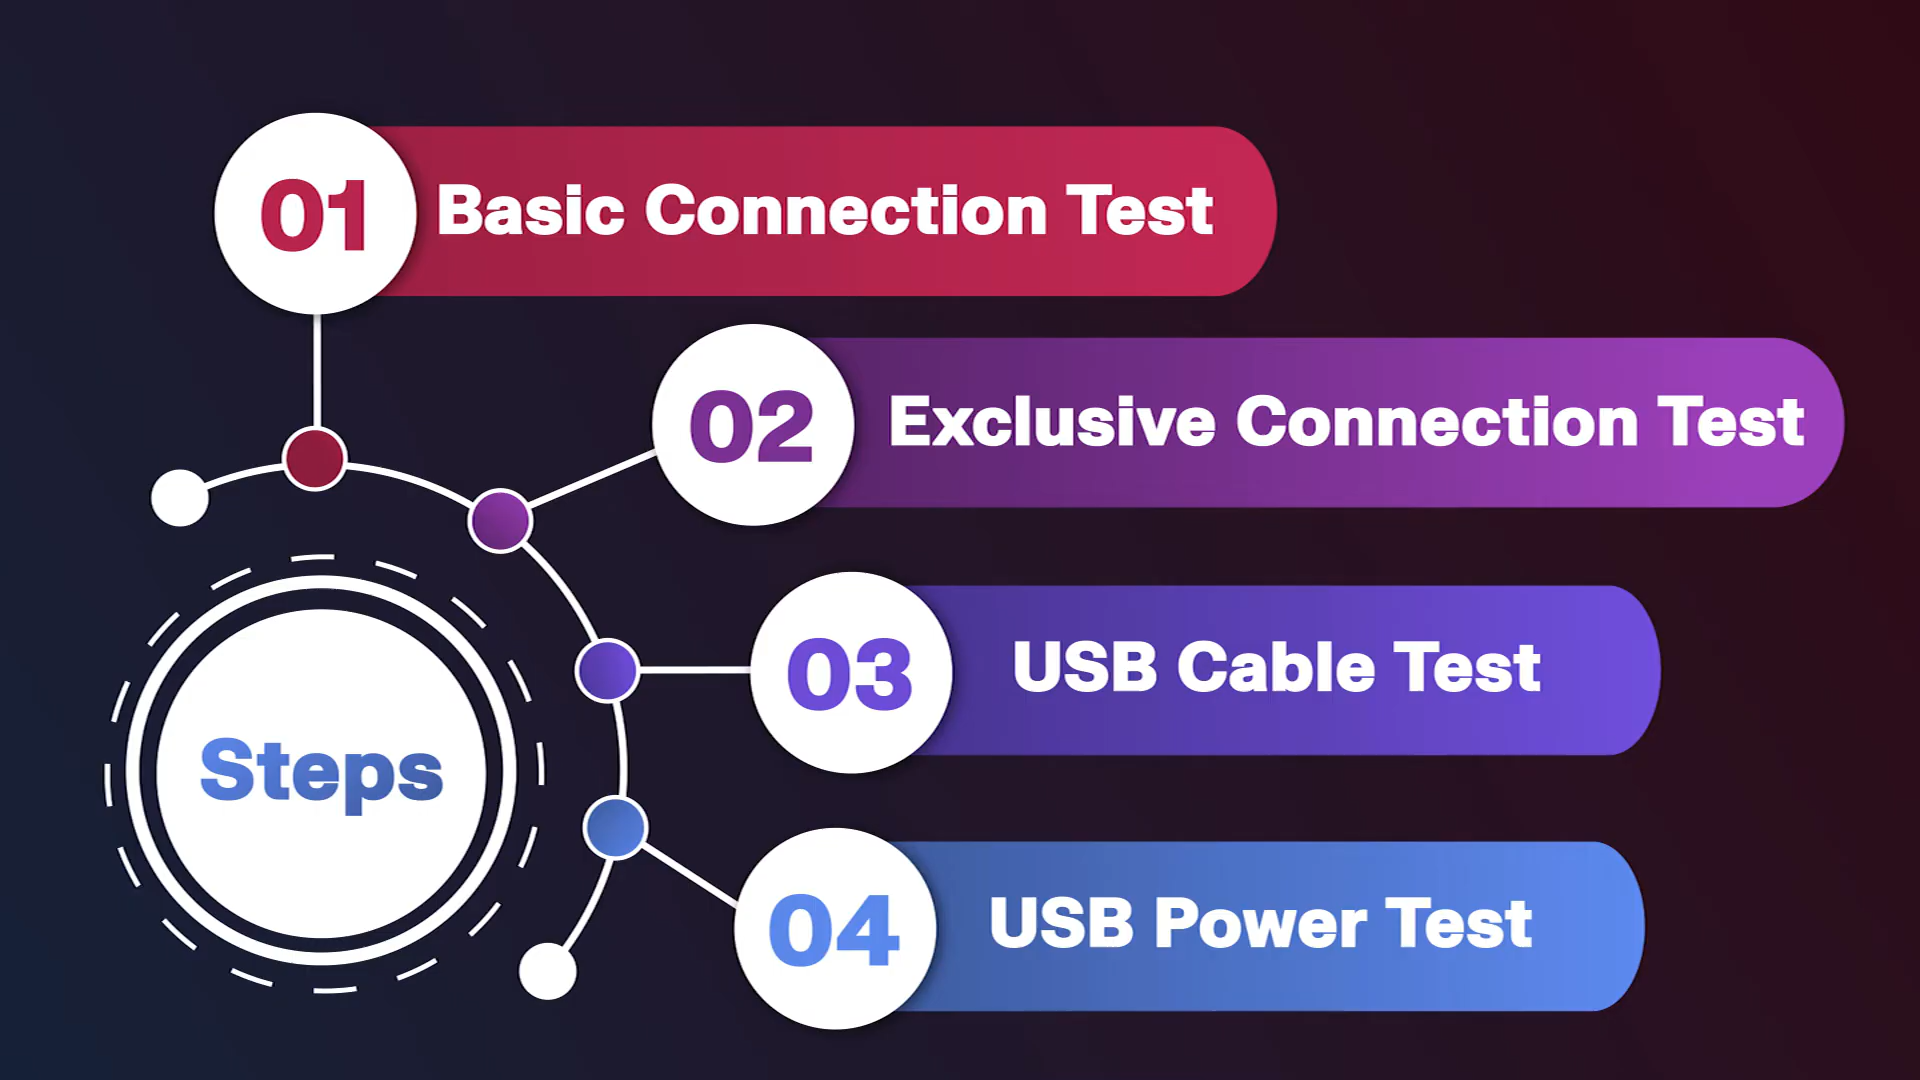 01 Basic Connection Test
02 Exclusive Connection Test
03 USB Cable Test
Steps
04 USB Power Test